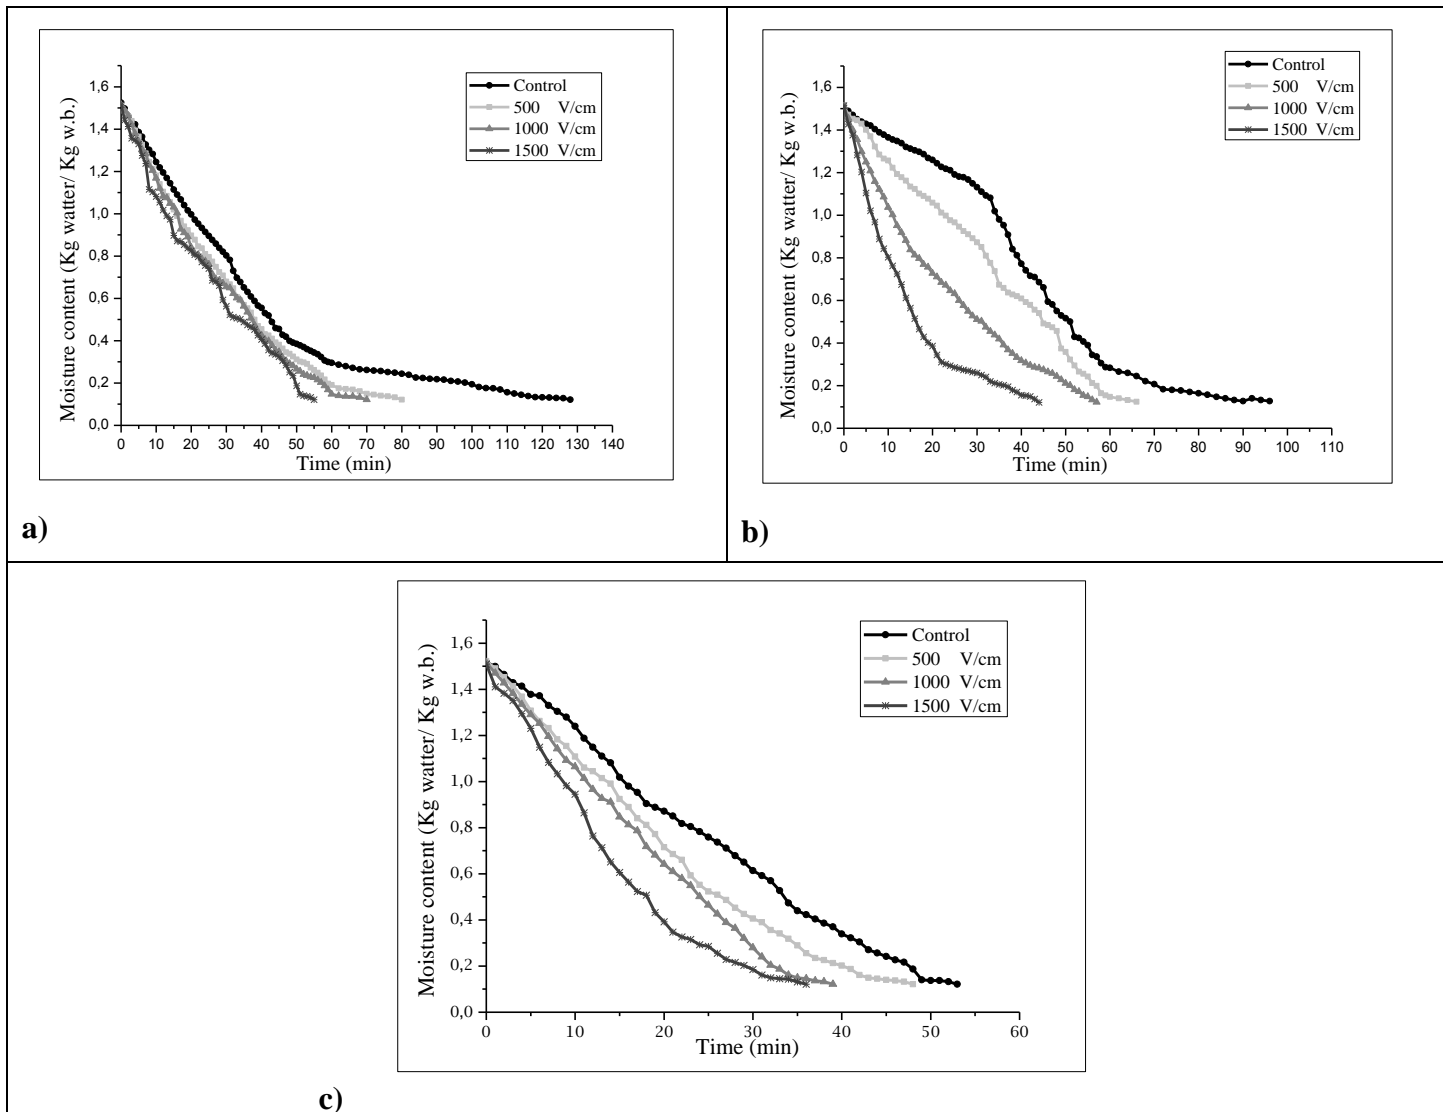 Moisture content (Kg watter/ Kg w.b.)
1,6
1,4
1,2
1,0
0,8
0,6
0,4
0,2
0,0
Control
500 V/cm
1000 V/cm
1500 V/cm
0 10 20 30 40 50 60 70 80 90 100 110 120 130 140
Time (min)
a)
Moisture content (Kg watter/ Kg w.b.)
1,6
1,4
1,2
1,0
0,8
0,6
0,4
0,2
0,0
Control
500 V/cm
1000 V/cm
1500 V/cm
0 10 20 30 40 50 60 70 80 90 100 110
Time (min)
b)
Moisture content (Kg watter/ Kg w.b.)
1,6
1,4
1,2
1,0
0,8
0,6
0,4
0,2
0,0
Control
500 V/cm
1000 V/cm
1500 V/cm
0 10 20 30 40 50 60
Time (min)
c)